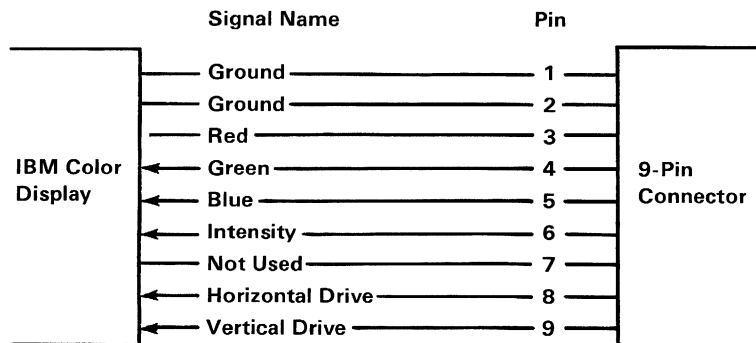 Signal Name Pin
Ground 1
Ground 2
Red 3
IBM Color Display
Green 4
9-Pin Connector
Blue 5
Intensity 6
Not Used 7
Horizontal Drive 8
Vertical Drive 9